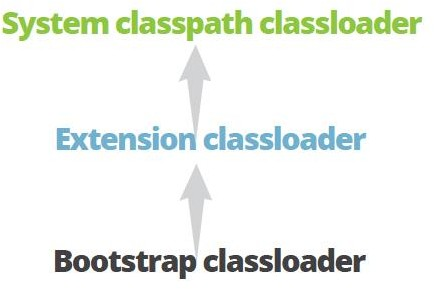 System classpath classloader
Extension classloader
Bootstrap classloader